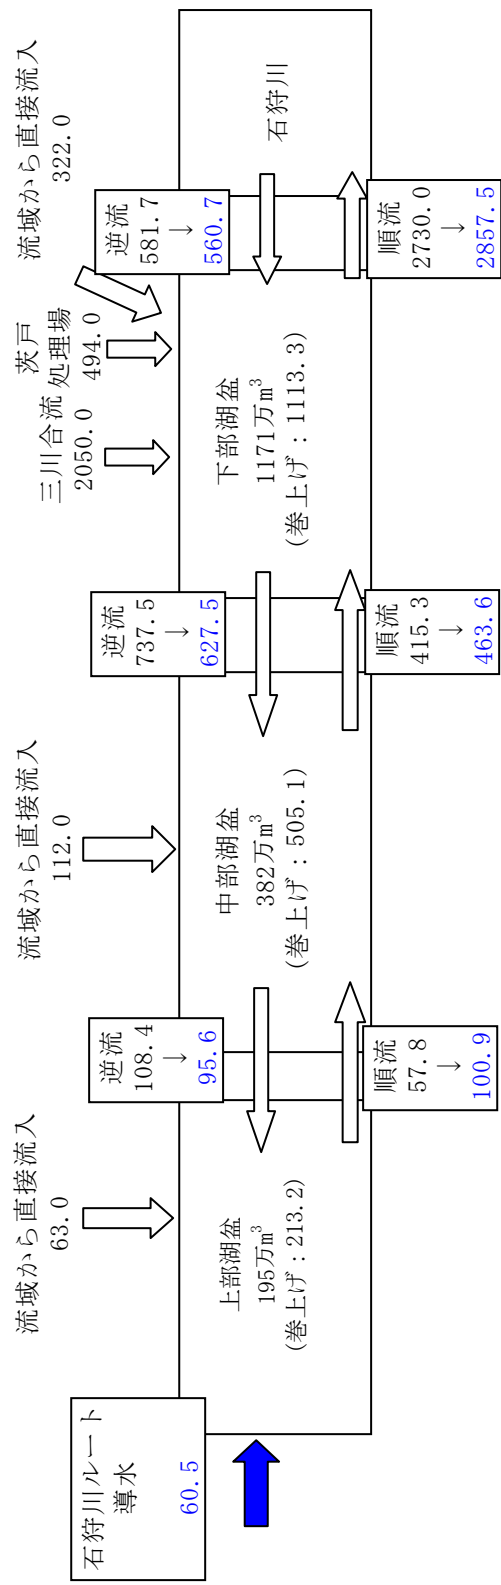 石狩川ルート
導水
60.5
流域から直接流入
63.0
上部湖盆
195万m³
(巻上げ：213.2)
逆流
108.4
→
95.6
順流
57.8
→
100.9
流域から直接流入
112.0
中部湖盆
382万m³
(巻上げ：505.1)
逆流
737.5
→
627.5
順流
415.3
→
463.6
三川合流
2050.0
茨戸
処理場
494.0
流域から直接流入
322.0
下部湖盆
1171万m³
(巻上げ：1113.3)
逆流
581.7
→
560.7
順流
2730.0
→
2857.5
石狩川